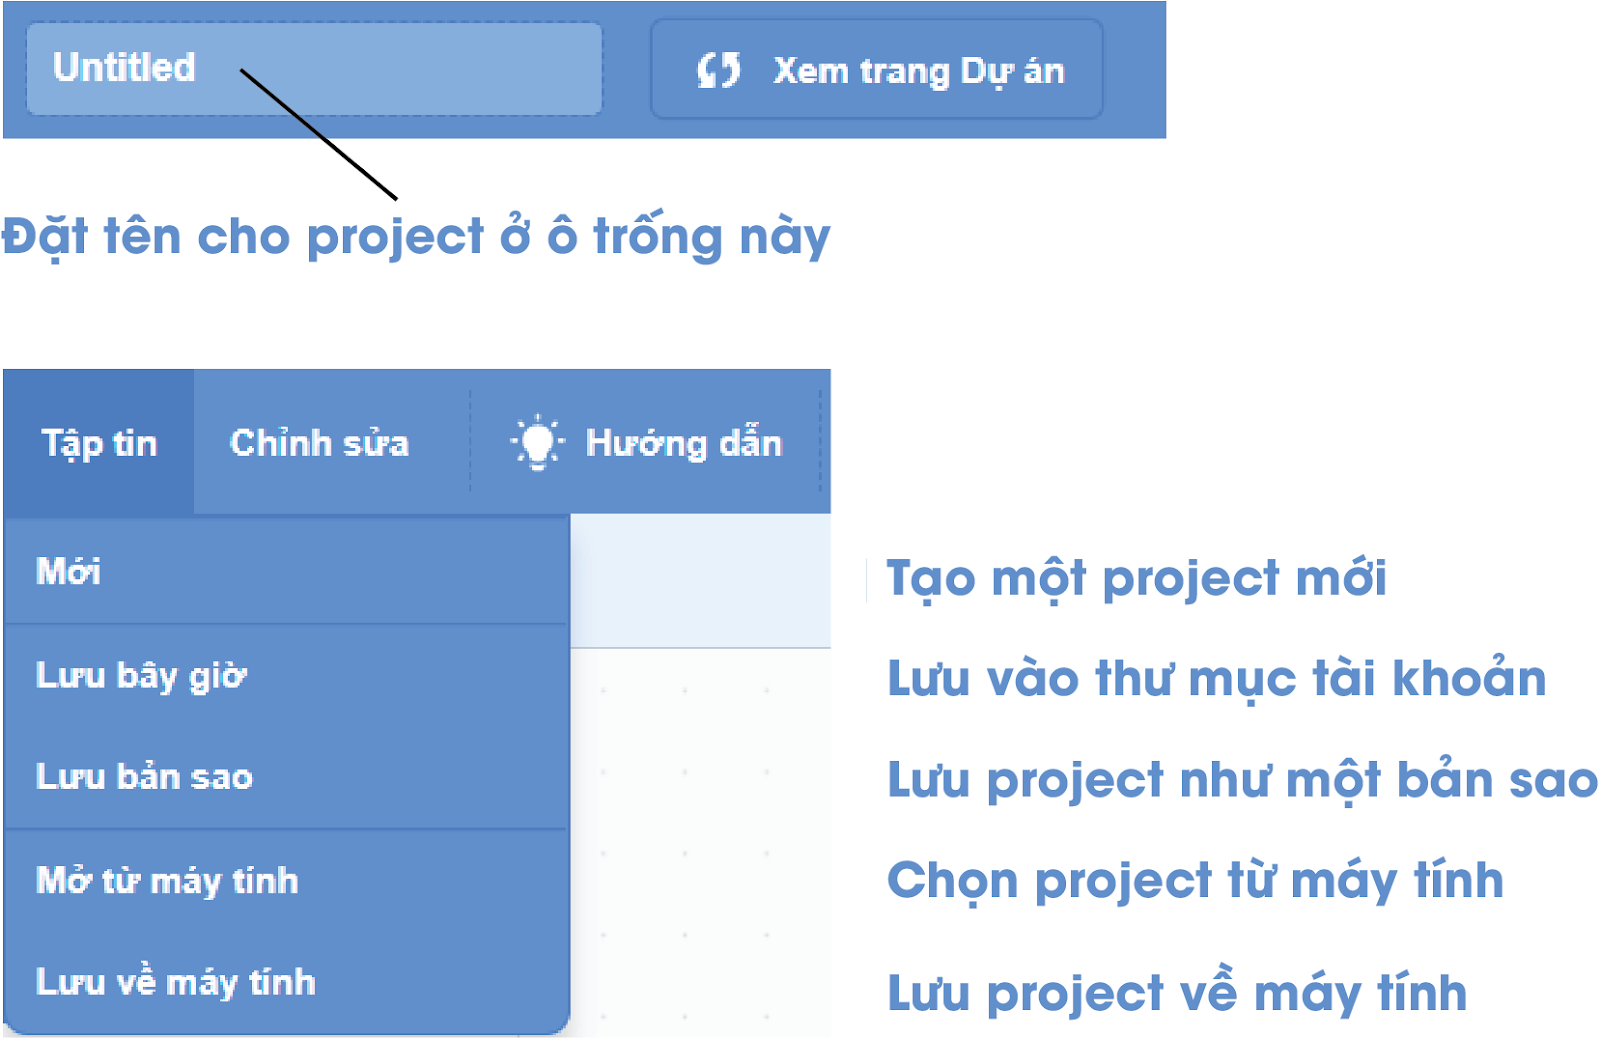 Untitled
Xem trang Dự án
Đặt tên cho project ở ô trống này
Tập tin
Chỉnh sửa
Hướng dẫn
Mới
Tạo một project mới
Lưu bây giờ
Lưu vào thư mục tài khoản
Lưu bản sao
Lưu project như một bản sao
Mở từ máy tính
Chọn project từ máy tính
Lưu về máy tính
Lưu project về máy tính